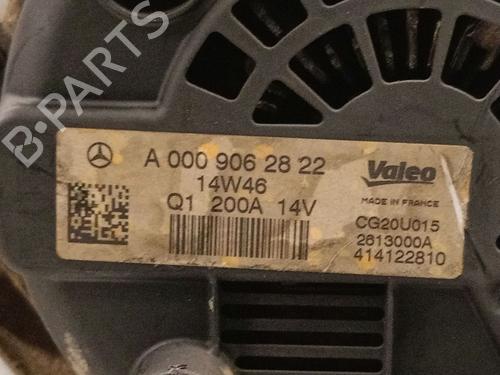 B-PARTS
A 000 906 28 22
14W46
Q1 200A 14V
Valeo
MADE IN FRANCE
CG20U015
2613000A
414122810